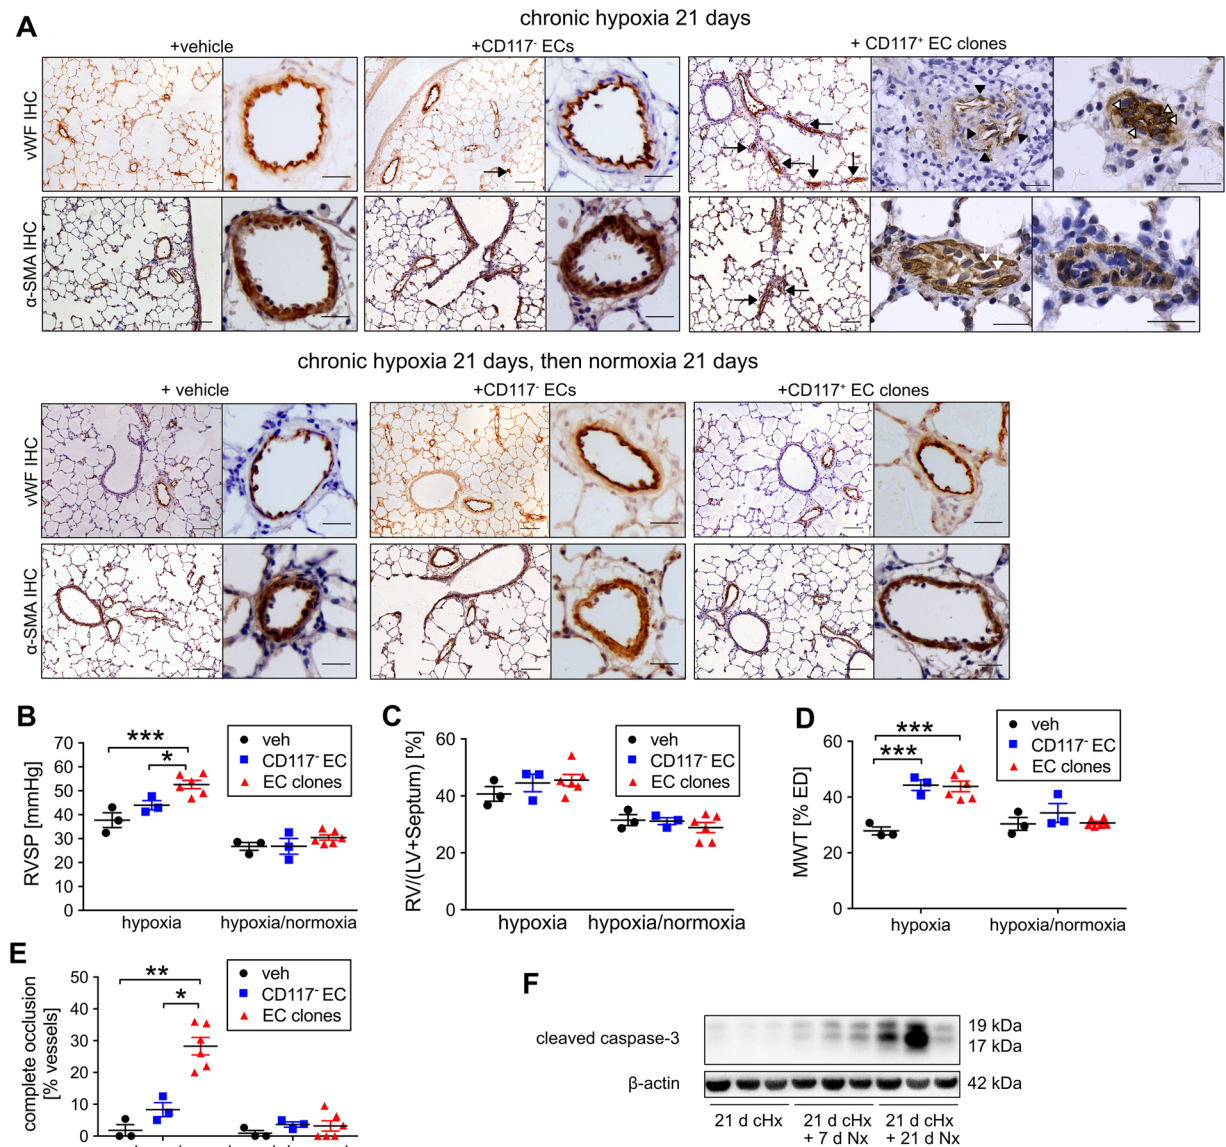 A
chronic hypoxia 21 days
+vehicle
+CD117⁻ ECs
+ CD117⁺ EC clones
vWF IHC
α-SMA IHC
chronic hypoxia 21 days, then normoxia 21 days
+ vehicle
+CD117⁻ ECs
+CD117⁺ EC clones
vWF IHC
α-SMA IHC
B
***
*
veh
CD117⁻ EC
EC clones
RVSP [mmHg]
70
60
50
40
30
20
10
0
hypoxia
hypoxia/normoxia
C
veh
CD117⁻ EC
EC clones
RV/(LV+Septum) [%]
60
40
20
0
hypoxia
hypoxia/normoxia
D
***
***
veh
CD117⁻ EC
EC clones
MWT [% ED]
60
40
20
0
hypoxia
hypoxia/normoxia
E
**
*
veh
CD117⁻ EC
EC clones
complete occlusion
[% vessels]
50
40
30
20
10
0
F
cleaved caspase-3
19 kDa
17 kDa
β-actin
42 kDa
21 d cHx
21 d cHx
+ 7 d Nx
21 d cHx
+ 21 d Nx